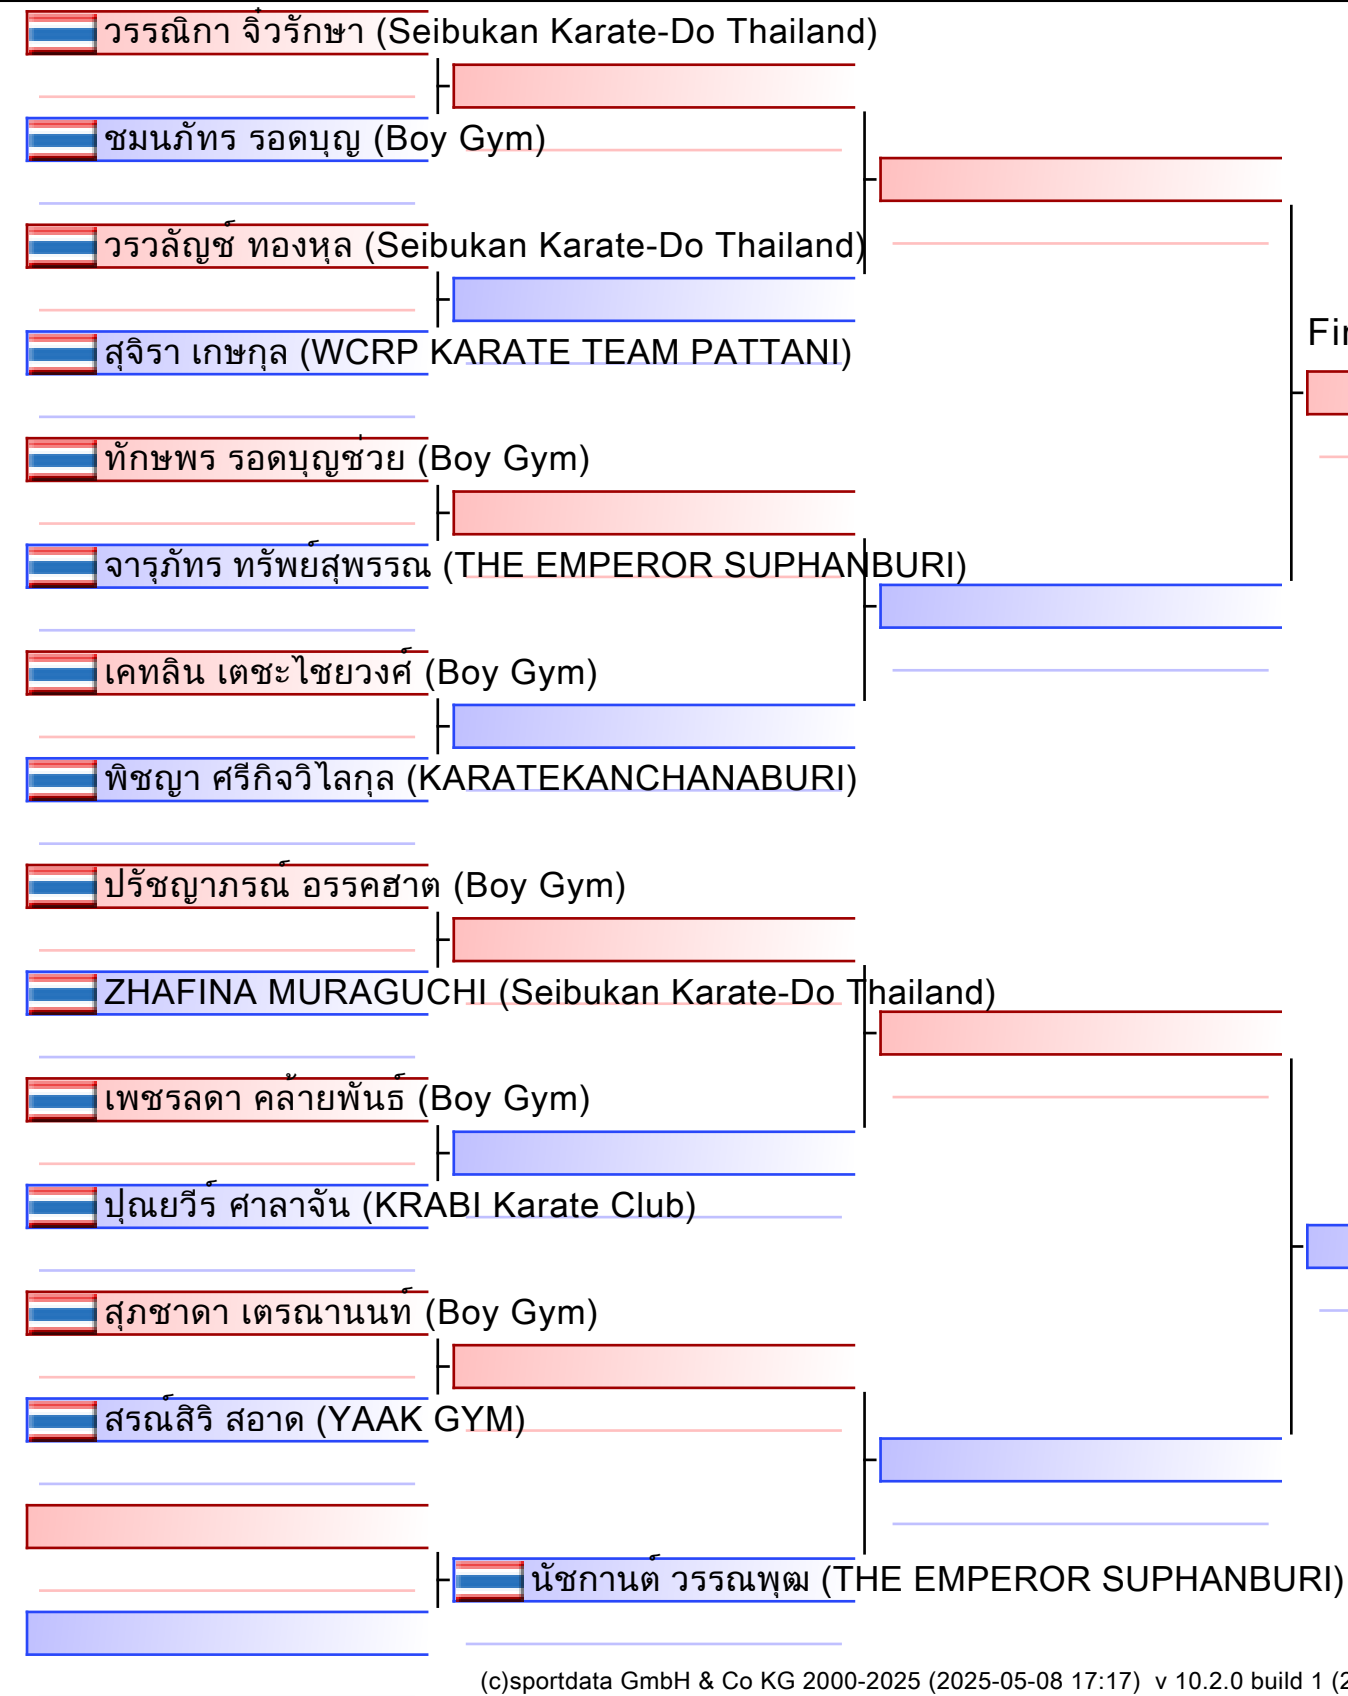 วรรณิกา จิ๋วรักษา (Seibukan Karate-Do Thailand)
ชมนภัทร รอดบุญ (Boy Gym)
วรวลัญช์ ทองหุล (Seibukan Karate-Do Thailand)
สุจิรา เกษกุล (WCRP KARATE TEAM PATTANI)
ทักษพร รอดบุญช่วย (Boy Gym)
จารุภัทร ทรัพย์สุพรรณ (THE EMPEROR SUPHANBURI)
เคทลิน เตชะไชยวงศ์ (Boy Gym)
พิชญา ศรีกิจวิไลกุล (KARATEKANCHANABURI)
ปรัชญาภรณ์ อรรคฮาต (Boy Gym)
ZHAFINA MURAGUCHI (Seibukan Karate-Do Thailand)
เพชรลดา คล้ายพันธ์ (Boy Gym)
ปุณยวีร์ ศาลาจัน (KRABI Karate Club)
สุภชาดา เตรณานนท์ (Boy Gym)
สรณ์สิริ สอาด (YAAK GYM)
นัชกานต์ วรรณพุฒ (THE EMPEROR SUPHANBURI)
(c)sportdata GmbH & Co KG 2000-2025 (2025-05-08 17:17) v 10.2.0 build 1 (2